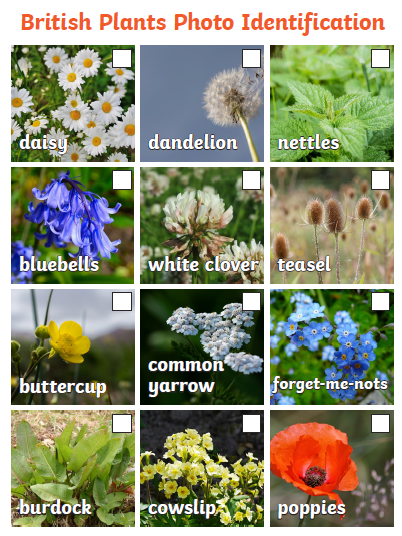 British Plants Photo Identification
daisy
dandelion
nettles
bluebells
white clover
teasel
buttercup
common
yarrow
forget-me-nots
burdock
cowslip
poppies